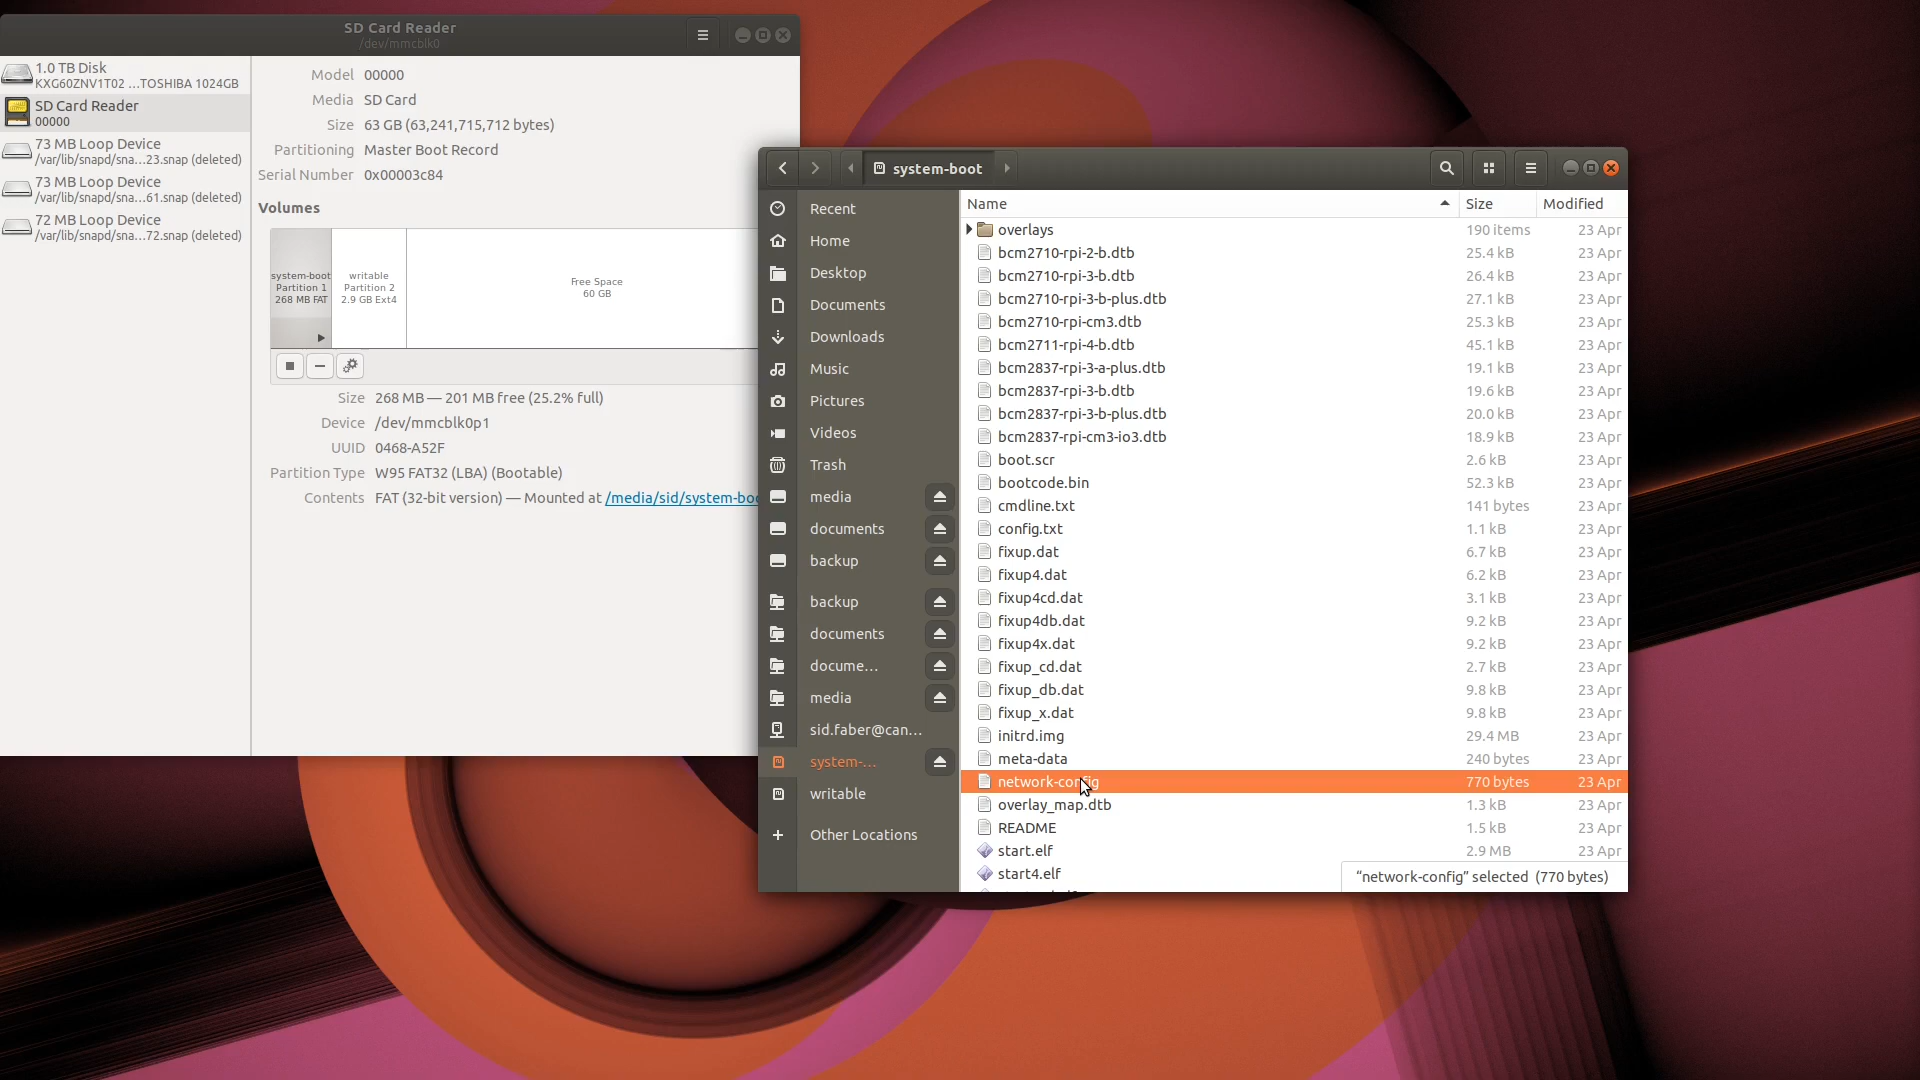 SD Card Reader
/dev/mmcblk0
1.0 TB Disk
KXG60ZNV1T02 …TOSHIBA 1024GB
SD Card Reader
00000
73 MB Loop Device
/var/lib/snapd/sna…23.snap (deleted)
73 MB Loop Device
/var/lib/snapd/sna…61.snap (deleted)
72 MB Loop Device
/var/lib/snapd/sna…72.snap (deleted)
Model 00000
Media SD Card
Size 63 GB (63,241,715,712 bytes)
Partitioning Master Boot Record
Serial Number 0x00003c84
Volumes
system-boot
Partition 1
268 MB FAT
writable
Partition 2
2.9 GB Ext4
Free Space
60 GB
Size 268 MB — 201 MB free (25.2% full)
Device /dev/mmcblk0p1
UUID 0468-A52F
Partition Type W95 FAT32 (LBA) (Bootable)
Contents FAT (32-bit version) — Mounted at /media/sid/system-boo
system-boot
Recent
Home
Desktop
Documents
Downloads
Music
Pictures
Videos
Trash
media
documents
backup
backup
documents
docume…
media
sid.faber@can…
system-…
writable
Other Locations
Name Size Modified
overlays 190 items 23 Apr
bcm2710-rpi-2-b.dtb 25.4 kB 23 Apr
bcm2710-rpi-3-b.dtb 26.4 kB 23 Apr
bcm2710-rpi-3-b-plus.dtb 27.1 kB 23 Apr
bcm2710-rpi-cm3.dtb 25.3 kB 23 Apr
bcm2711-rpi-4-b.dtb 45.1 kB 23 Apr
bcm2837-rpi-3-a-plus.dtb 19.1 kB 23 Apr
bcm2837-rpi-3-b.dtb 19.6 kB 23 Apr
bcm2837-rpi-3-b-plus.dtb 20.0 kB 23 Apr
bcm2837-rpi-cm3-io3.dtb 18.9 kB 23 Apr
boot.scr 2.6 kB 23 Apr
bootcode.bin 52.3 kB 23 Apr
cmdline.txt 141 bytes 23 Apr
config.txt 1.1 kB 23 Apr
fixup.dat 6.7 kB 23 Apr
fixup4.dat 6.2 kB 23 Apr
fixup4cd.dat 3.1 kB 23 Apr
fixup4db.dat 9.2 kB 23 Apr
fixup4x.dat 9.2 kB 23 Apr
fixup_cd.dat 2.7 kB 23 Apr
fixup_db.dat 9.8 kB 23 Apr
fixup_x.dat 9.8 kB 23 Apr
initrd.img 29.4 MB 23 Apr
meta-data 240 bytes 23 Apr
network-config 770 bytes 23 Apr
overlay_map.dtb 1.3 kB 23 Apr
README 1.5 kB 23 Apr
start.elf 2.9 MB 23 Apr
start4.elf
“network-config” selected (770 bytes)